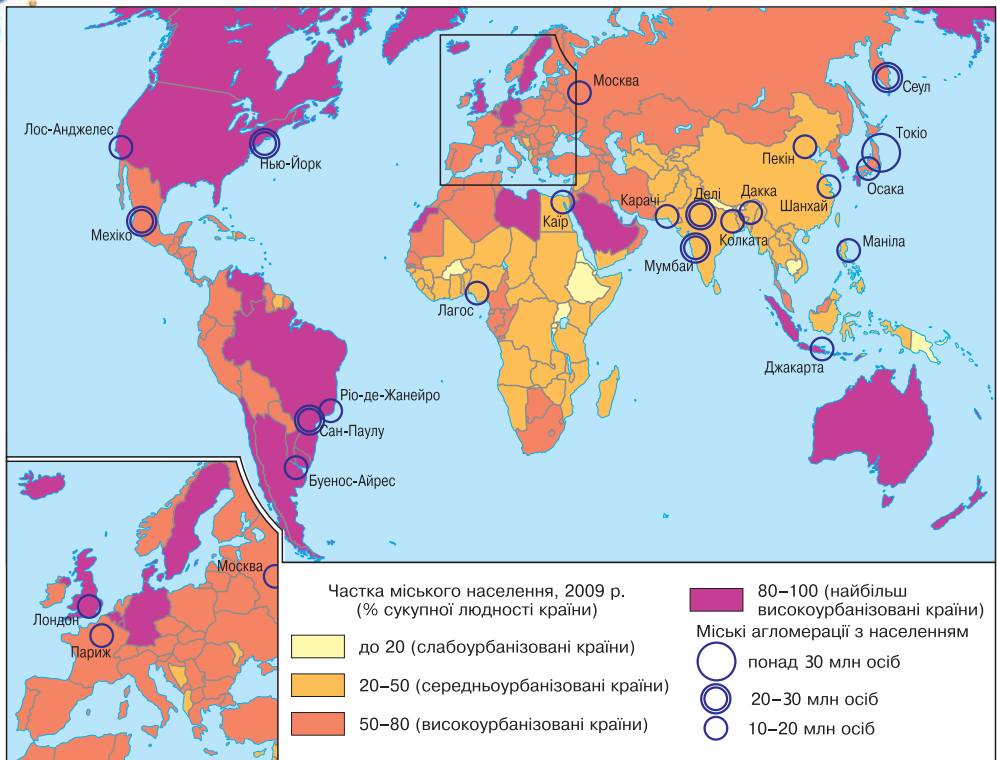 Москва
Сеул
Лос-Анджелес
Токіо
Нью-Йорк
Пекін
Осака
Карачі
Делі
Дакка
Шанхай
Каїр
Мехіко
Колката
Маніла
Мумбай
Лагос
Джакарта
Ріо-де-Жанейро
Сан-Паулу
Буенос-Айрес
Москва
Лондон
Париж
Частка міського населення, 2009 р.
(% сукупної людності країни)
до 20 (слабоурбанізовані країни)
20–50 (середньоурбанізовані країни)
50–80 (високоурбанізовані країни)
80–100 (найбільш
високоурбанізовані країни)
Міські агломерації з населенням
понад 30 млн осіб
20–30 млн осіб
10–20 млн осіб